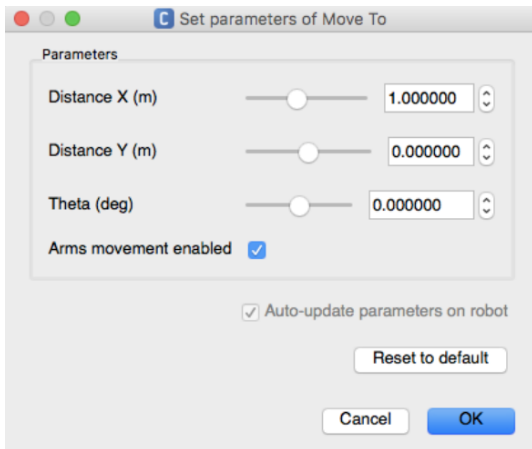 C Set parameters of Move To
Parameters
Distance X (m) 1.000000
Distance Y (m) 0.000000
Theta (deg) 0.000000
Arms movement enabled
Auto-update parameters on robot
Reset to default
Cancel OK